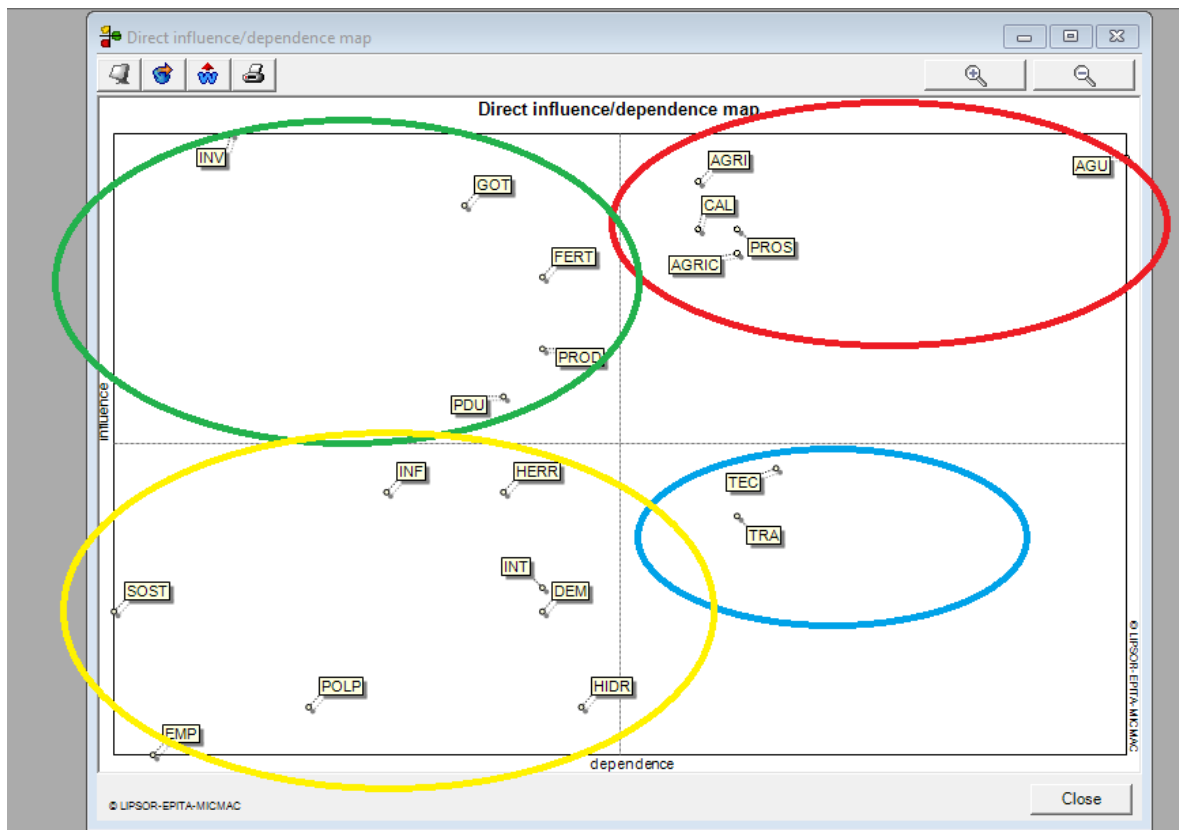 Direct influence/dependence map
Direct influence/dependence map
INV
AGRI
AGU
GOT
CAL
PROS
FERT
AGRIC
PROD
influence
PDU
INF
HERR
TEC
TRA
INT
SOST
DEM
POLP
HIDR
EMP
© LIPSOR-EPITA-MICMAC
dependence
© LIPSOR-EPITA-MICMAC
Close